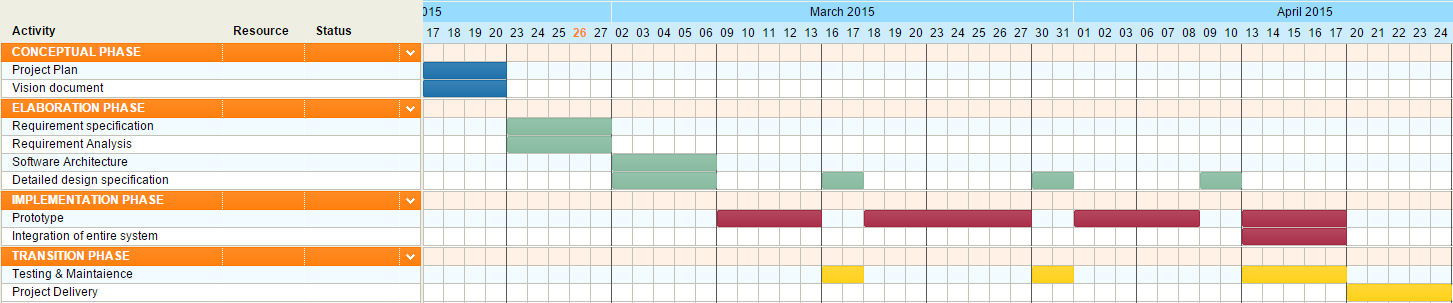 015 March 2015 April 2015
Activity Resource Status 17 18 19 20 23 24 25 26 27 02 03 04 05 06 09 10 11 12 13 16 17 18 19 20 23 24 25 26 27 30 31 01 02 03 06 07 08 09 10 13 14 15 16 17 20 21 22 23 24
CONCEPTUAL PHASE
Project Plan
Vision document
ELABORATION PHASE
Requirement specification
Requirement Analysis
Software Architecture
Detailed design specification
IMPLEMENTATION PHASE
Prototype
Integration of entire system
TRANSITION PHASE
Testing & Maintaience
Project Delivery